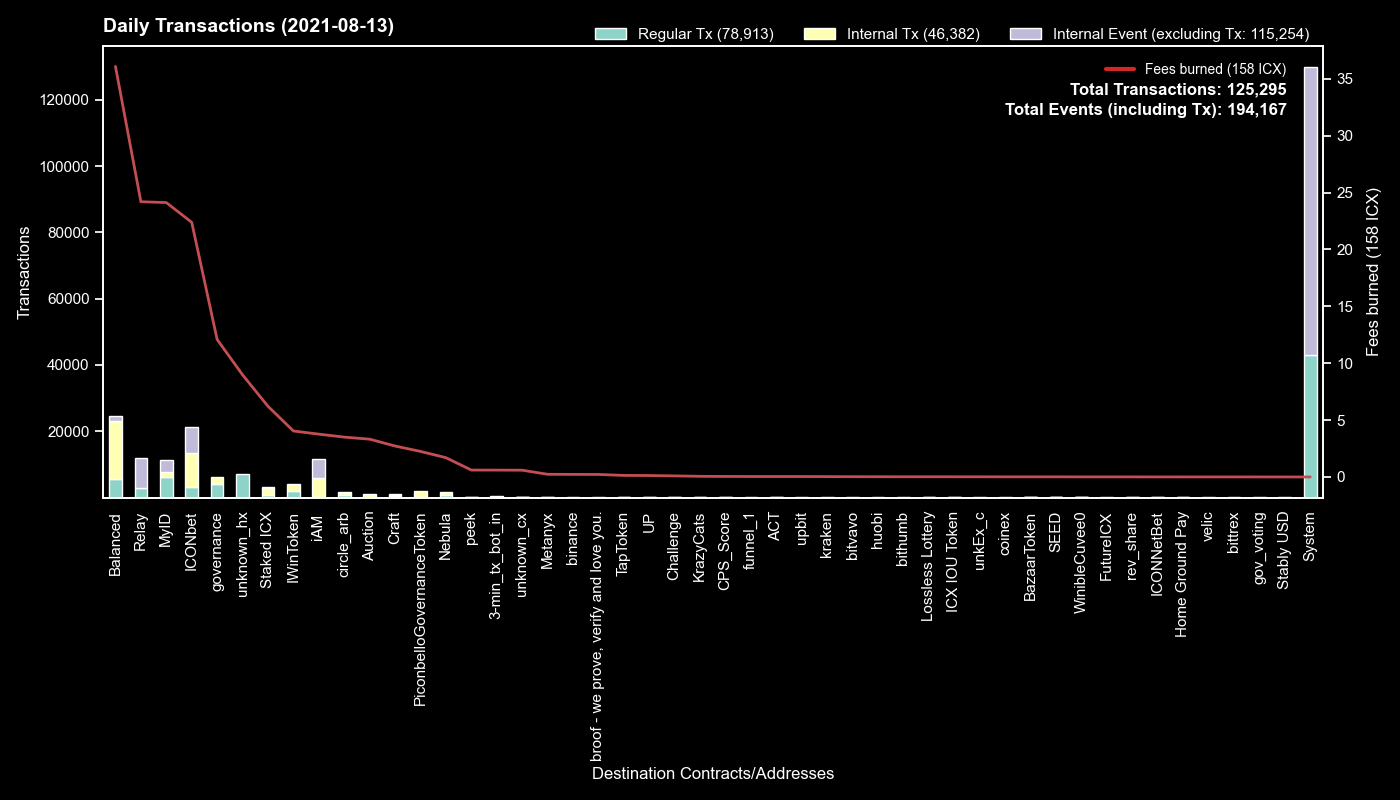 Daily Transactions (2021-08-13)
Regular Tx (78,913)
Internal Tx (46,382)
Internal Event (excluding Tx: 115,254)
Fees burned (158 ICX)
Total Transactions: 125,295
Total Events (including Tx): 194,167
Transactions
120000
100000
80000
60000
40000
20000
35
30
25
20
15
10
5
0
Fees burned (158 ICX)
Balanced
Relay
MyID
ICONbet
governance
unknown_hx
Staked ICX
IWinToken
iAM
circle_arb
Auction
Craft
PiconbelloGovernanceToken
Nebula
peek
3-min_tx_bot_in
unknown_cx
Metanyx
binance
broof - we prove, verify and love you.
TapToken
UP
Challenge
KrazyCats
CPS_Score
funnel_1
ACT
upbit
kraken
bitvavo
huobi
bithumb
Lossless Lottery
ICX IOU Token
unkEx_c
coinex
BazaarToken
SEED
WinibleCuvee0
FutureICX
rev_share
ICONNetBet
Home Ground Pay
velic
bittrex
gov_voting
Stably USD
System
Destination Contracts/Addresses